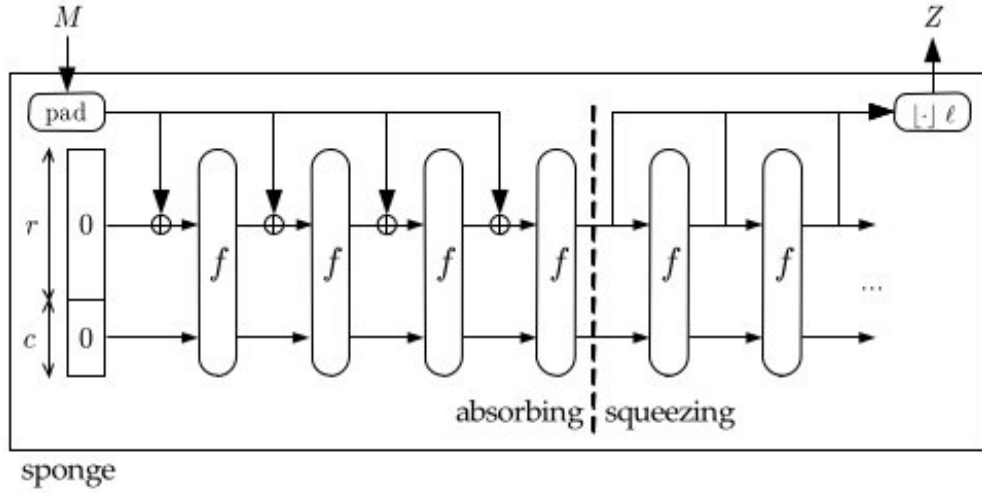 M Z
pad ⌊·⌋ ℓ
r 0
f f f f f f
...
c 0
absorbing squeezing
sponge